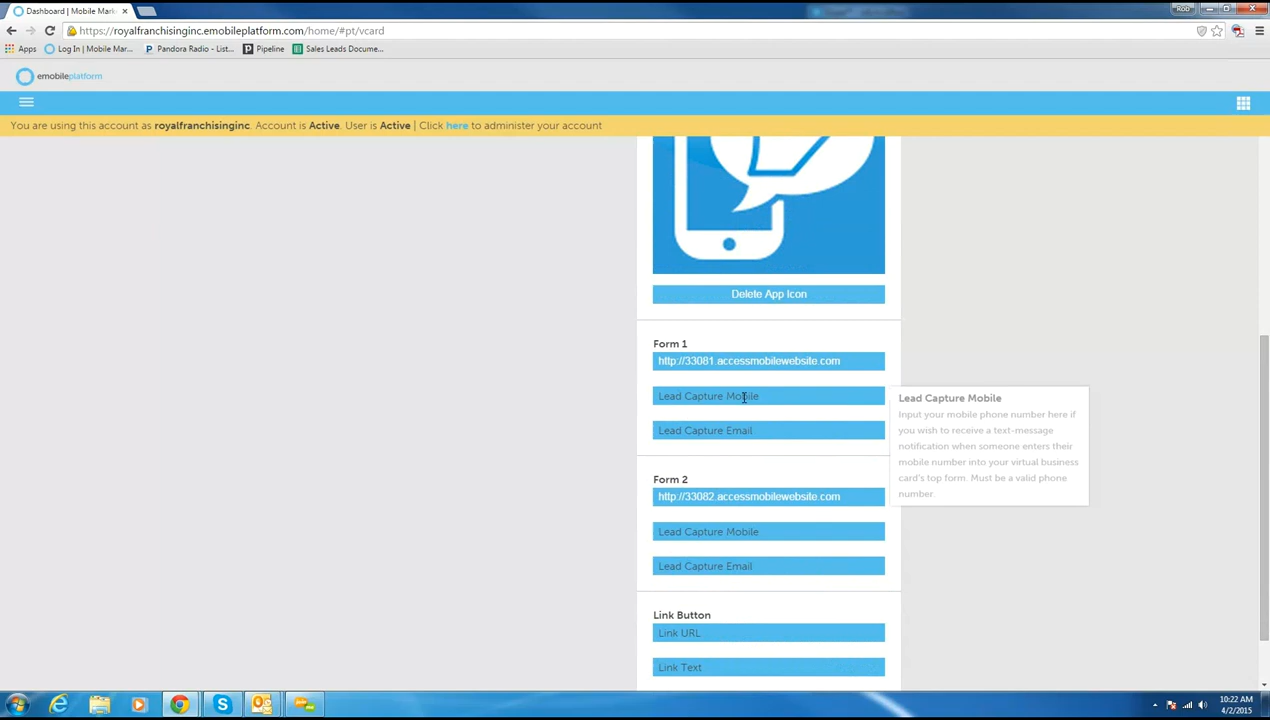 Dashboard | Mobile Mark
Rob
https://royalfranchisinginc.emobileplatform.com/home/#pt/vcard
Apps
Log In | Mobile Mar...
Pandora Radio - List...
Pipeline
Sales Leads Docume...
emobileplatform
You are using this account as royalfranchisinginc. Account is Active. User is Active | Click here to administer your account
Delete App Icon
Form 1
http://33081.accessmobilewebsite.com
Lead Capture Mobile
Lead Capture Email
Lead Capture Mobile
Input your mobile phone number here if
you wish to receive a text-message
notification when someone enters their
mobile number into your virtual business
card's top form. Must be a valid phone
number.
Form 2
http://33082.accessmobilewebsite.com
Lead Capture Mobile
Lead Capture Email
Link Button
Link URL
Link Text
10:22 AM
4/2/2015